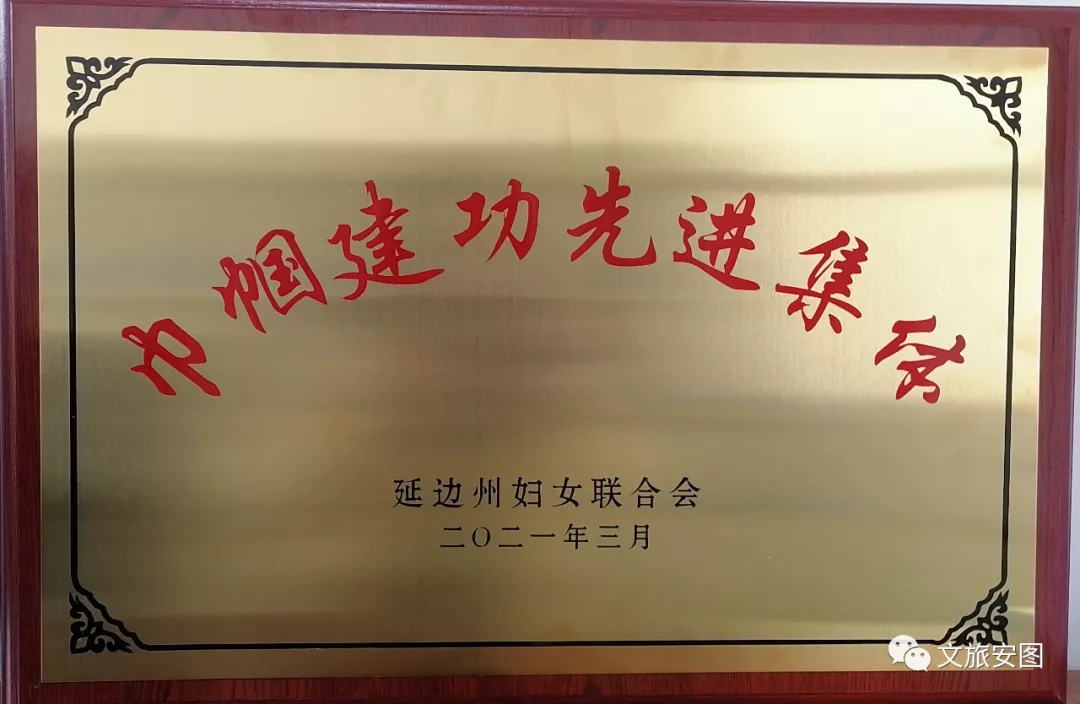 巾帼建功先进集体
延边州妇女联合会
二〇二一年三月
文旅安图